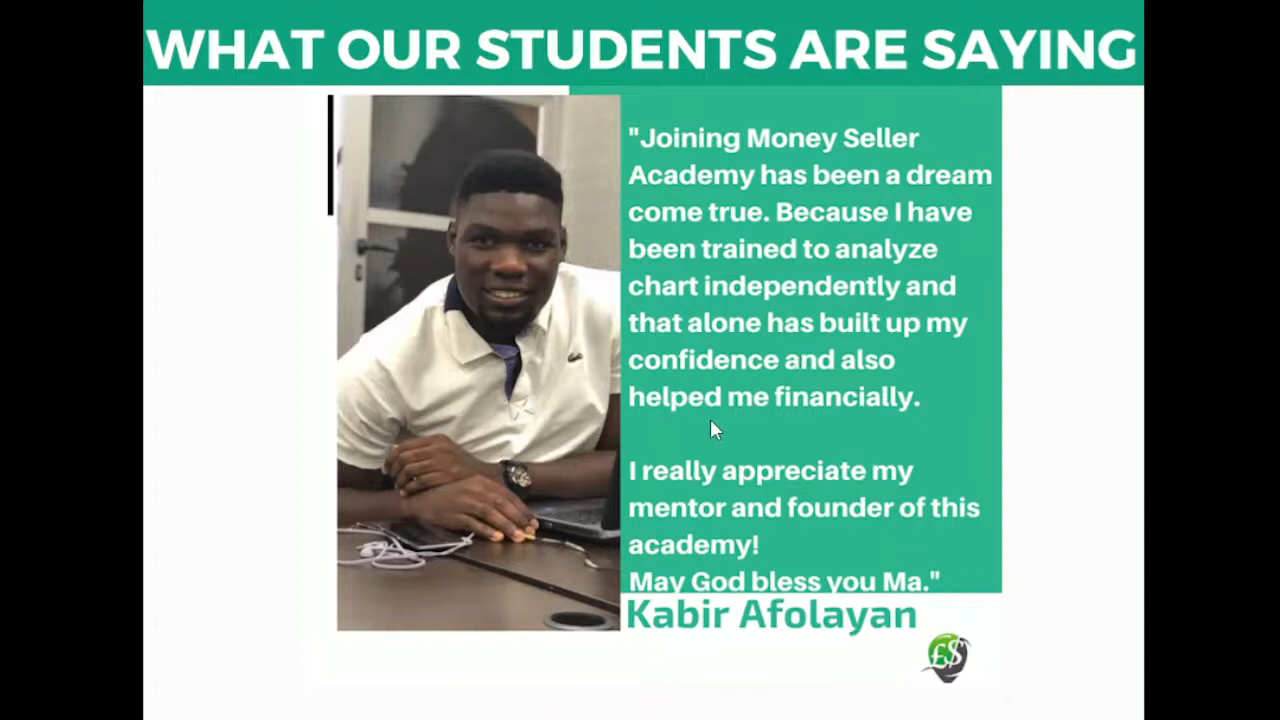 WHAT OUR STUDENTS ARE SAYING
"Joining Money Seller
Academy has been a dream
come true. Because I have
been trained to analyze
chart independently and
that alone has built up my
confidence and also
helped me financially.
I really appreciate my
mentor and founder of this
academy!
May God bless you Ma."
Kabir Afolayan
£$